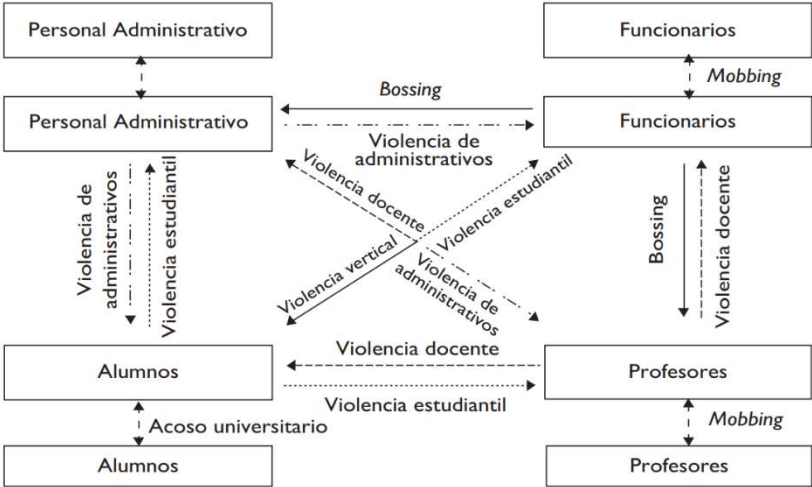 Personal Administrativo
Funcionarios
Mobbing
Bossing
Personal Administrativo
Funcionarios
Violencia de
administrativos
Violencia de
administrativos
Violencia estudiantil
Violencia docente
Violencia estudiantil
Violencia vertical
Violencia de
administrativos
Bossing
Violencia docente
Violencia docente
Alumnos
Profesores
Violencia estudiantil
Acoso universitario
Mobbing
Alumnos
Profesores